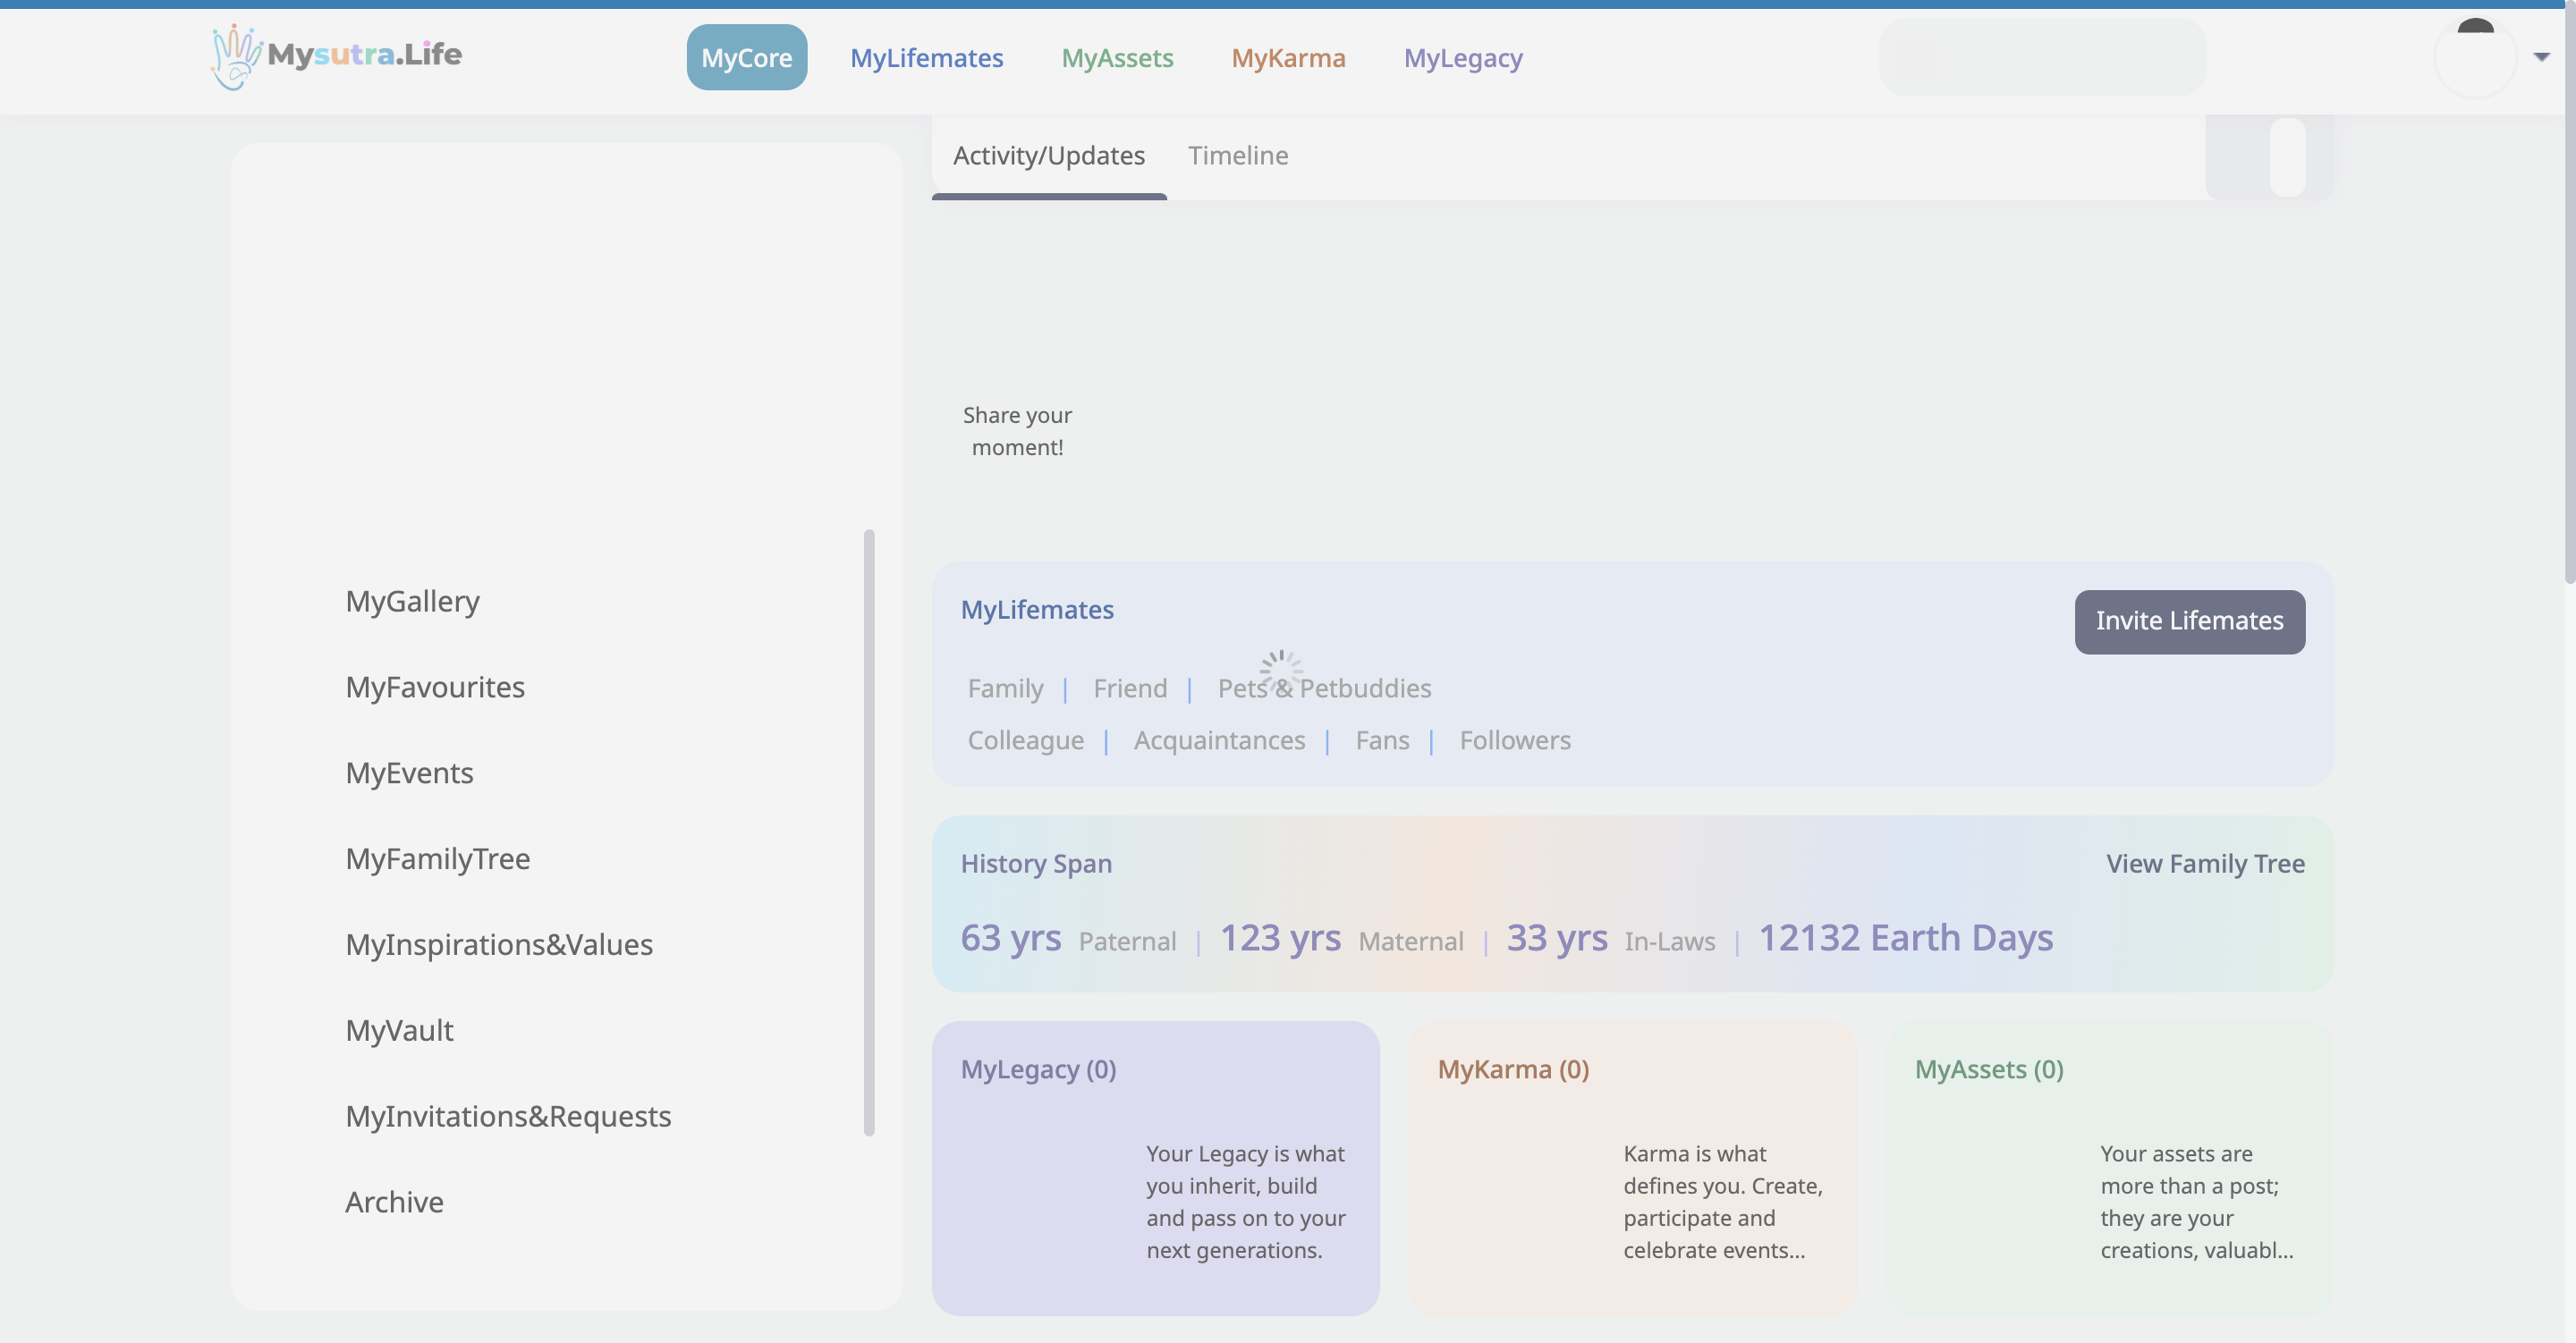 Mysutra.Life
MyCore MyLifemates MyAssets MyKarma MyLegacy
Activity/Updates Timeline
Share your
moment!
MyGallery
MyFavourites
MyEvents
MyFamilyTree
MyInspirations&Values
MyVault
MyInvitations&Requests
Archive
MyLifemates
Invite Lifemates
Family | Friend | Pets & Petbuddies
Colleague | Acquaintances | Fans | Followers
History Span
View Family Tree
63 yrs Paternal | 123 yrs Maternal | 33 yrs In-Laws | 12132 Earth Days
MyLegacy (0)
Your Legacy is what
you inherit, build
and pass on to your
next generations.
MyKarma (0)
Karma is what
defines you. Create,
participate and
celebrate events...
MyAssets (0)
Your assets are
more than a post;
they are your
creations, valuabl...